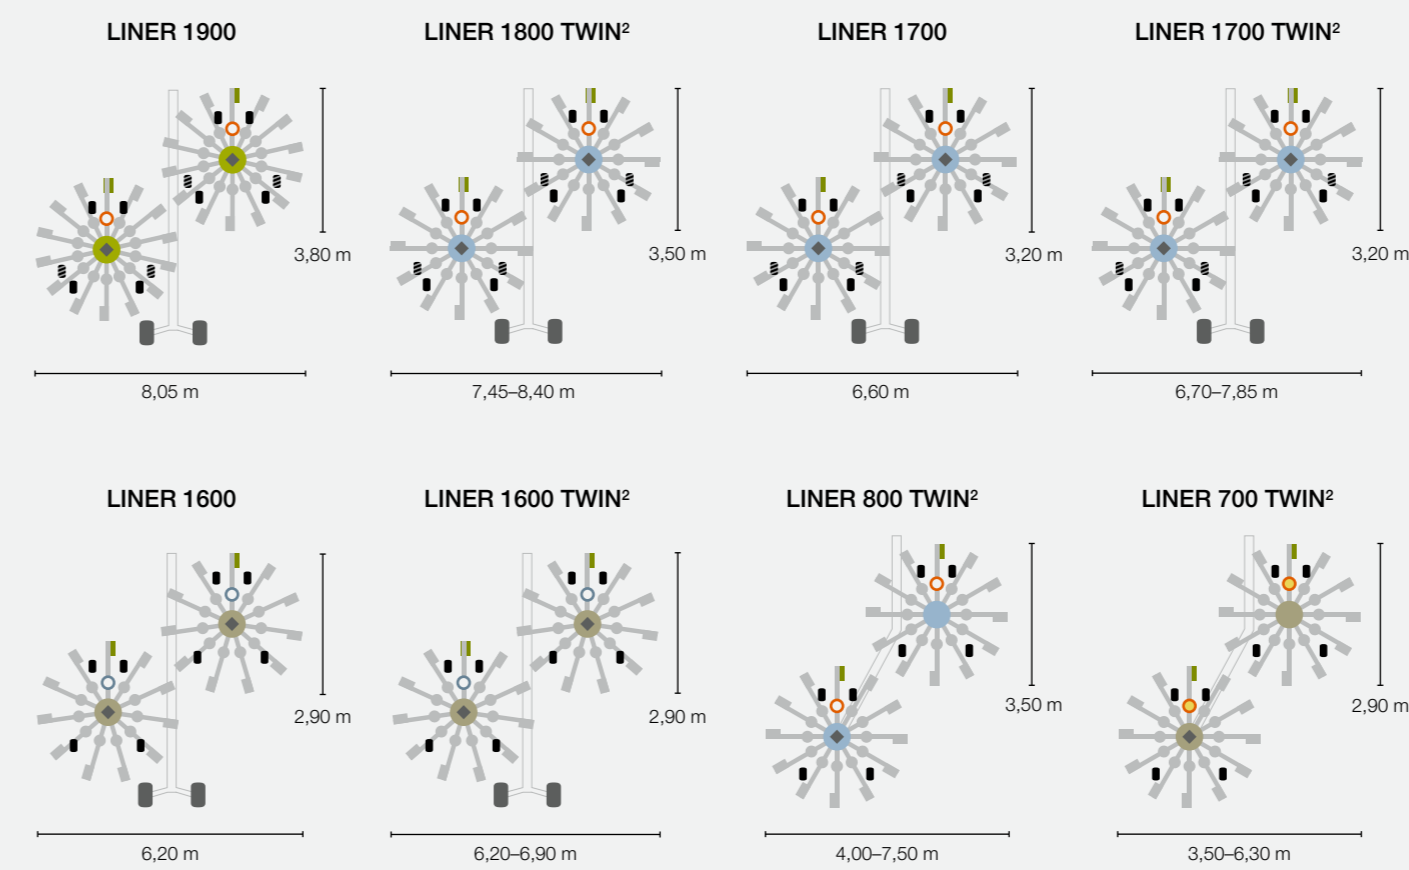 LINER 1900
LINER 1800 TWIN²
LINER 1700
LINER 1700 TWIN²
3,80 m
3,50 m
3,20 m
3,20 m
8,05 m
7,45–8,40 m
6,60 m
6,70–7,85 m
LINER 1600
LINER 1600 TWIN²
LINER 800 TWIN²
LINER 700 TWIN²
2,90 m
2,90 m
3,50 m
2,90 m
6,20 m
6,20–6,90 m
4,00–7,50 m
3,50–6,30 m